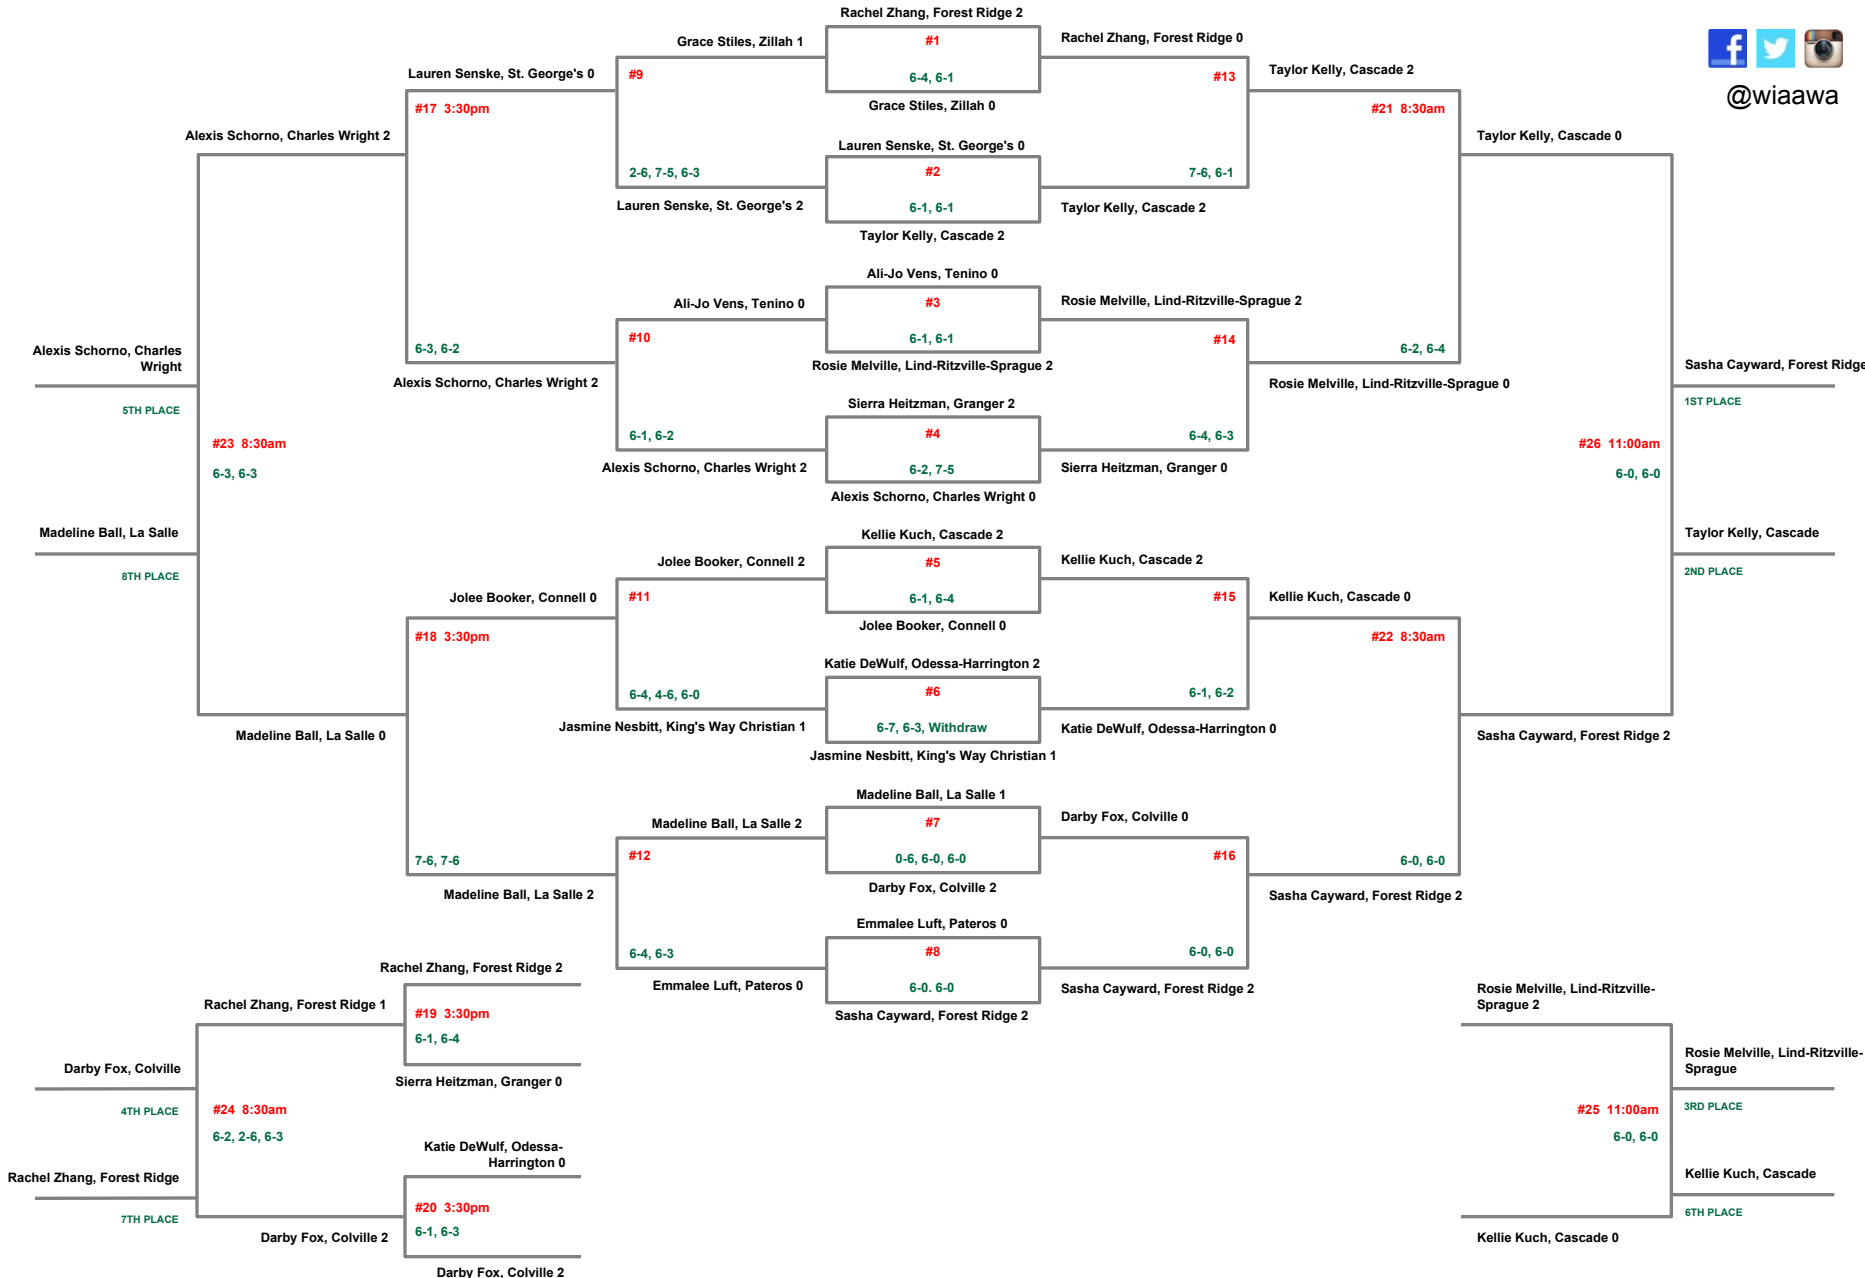 Rachel Zhang, Forest Ridge 2
Grace Stiles, Zillah 1
#1
Rachel Zhang, Forest Ridge 0
Lauren Senske, St. George's 0
#9
6-4, 6-1
#13
Taylor Kelly, Cascade 2
@wiaawa
#17 3:30pm
Grace Stiles, Zillah 0
#21 8:30am
Alexis Schorno, Charles Wright 2
Lauren Senske, St. George's 0
Taylor Kelly, Cascade 0
2-6, 7-5, 6-3
#2
7-6, 6-1
Lauren Senske, St. George's 2
6-1, 6-1
Taylor Kelly, Cascade 2
Taylor Kelly, Cascade 2
Ali-Jo Vens, Tenino 0
Ali-Jo Vens, Tenino 0
#3
Rosie Melville, Lind-Ritzville-Sprague 2
#10
6-1, 6-1
#14
6-3, 6-2
6-2, 6-4
Alexis Schorno, Charles
Wright
Rosie Melville, Lind-Ritzville-Sprague 2
Sasha Cayward, Forest Ridge
Alexis Schorno, Charles Wright 2
Rosie Melville, Lind-Ritzville-Sprague 0
5TH PLACE
Sierra Heitzman, Granger 2
1ST PLACE
#23 8:30am
6-1, 6-2
#4
6-4, 6-3
#26 11:00am
6-3, 6-3
Alexis Schorno, Charles Wright 2
6-2, 7-5
Sierra Heitzman, Granger 0
6-0, 6-0
Alexis Schorno, Charles Wright 0
Madeline Ball, La Salle
Kellie Kuch, Cascade 2
Taylor Kelly, Cascade
8TH PLACE
Jolee Booker, Connell 2
#5
Kellie Kuch, Cascade 2
2ND PLACE
Jolee Booker, Connell 0
#11
6-1, 6-4
#15
Kellie Kuch, Cascade 0
#18 3:30pm
Jolee Booker, Connell 0
#22 8:30am
Katie DeWulf, Odessa-Harrington 2
6-4, 4-6, 6-0
#6
6-1, 6-2
Jasmine Nesbitt, King's Way Christian 1
6-7, 6-3, Withdraw
Katie DeWulf, Odessa-Harrington 0
Madeline Ball, La Salle 0
Jasmine Nesbitt, King's Way Christian 1
Sasha Cayward, Forest Ridge 2
Madeline Ball, La Salle 1
Madeline Ball, La Salle 2
#7
Darby Fox, Colville 0
7-6, 7-6
#12
0-6, 6-0, 6-0
#16
6-0, 6-0
Madeline Ball, La Salle 2
Darby Fox, Colville 2
Sasha Cayward, Forest Ridge 2
Emmalee Luft, Pateros 0
6-4, 6-3
#8
6-0, 6-0
Rachel Zhang, Forest Ridge 2
Emmalee Luft, Pateros 0
6-0. 6-0
Sasha Cayward, Forest Ridge 2
Rosie Melville, Lind-Ritzville-
Sprague 2
Rachel Zhang, Forest Ridge 1
#19 3:30pm
Sasha Cayward, Forest Ridge 2
6-1, 6-4
Darby Fox, Colville
Rosie Melville, Lind-Ritzville-
Sprague
Sierra Heitzman, Granger 0
4TH PLACE
#24 8:30am
#25 11:00am
3RD PLACE
6-2, 2-6, 6-3
6-0, 6-0
Katie DeWulf, Odessa-
Harrington 0
Rachel Zhang, Forest Ridge
Kellie Kuch, Cascade
7TH PLACE
#20 3:30pm
6TH PLACE
Darby Fox, Colville 2
6-1, 6-3
Kellie Kuch, Cascade 0
Darby Fox, Colville 2